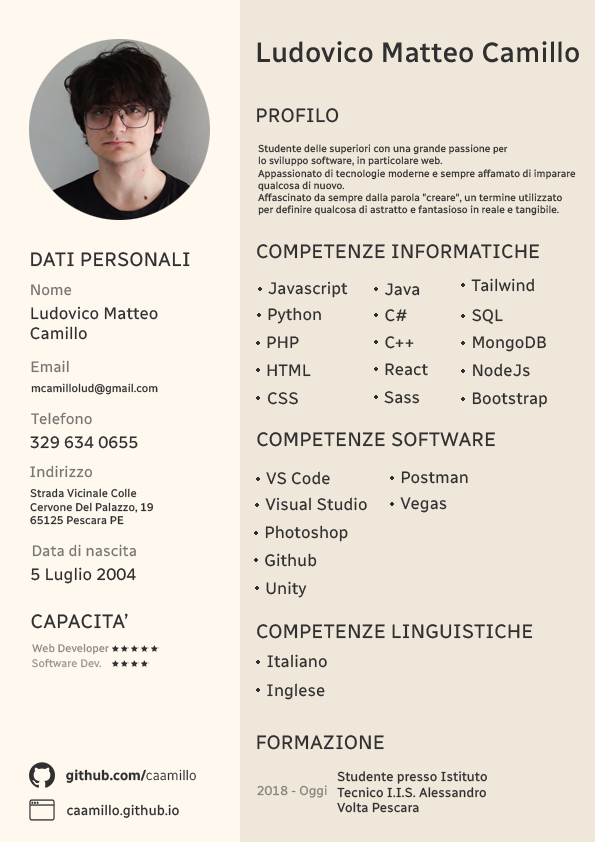 Ludovico Matteo Camillo
PROFILO
Studente delle superiori con una grande passione per
lo sviluppo software, in particolare web.
Appassionato di tecnologie moderne e sempre affamato di imparare
qualcosa di nuovo.
Affascinato da sempre dalla parola "creare", un termine utilizzato
per definire qualcosa di astratto e fantasioso in reale e tangibile.
DATI PERSONALI
Nome
Ludovico Matteo
Camillo
Email
mcamillolud@gmail.com
Telefono
329 634 0655
Indirizzo
Strada Vicinale Colle
Cervone Del Palazzo, 19
65125 Pescara PE
Data di nascita
5 Luglio 2004
CAPACITA’
Web Developer ★★★★★
Software Dev. ★★★★
github.com/caamillo
caamillo.github.io
COMPETENZE INFORMATICHE
• Javascript
• Python
• PHP
• HTML
• CSS
• Java
• C#
• C++
• React
• Sass
• Tailwind
• SQL
• MongoDB
• NodeJs
• Bootstrap
COMPETENZE SOFTWARE
• VS Code
• Visual Studio
• Photoshop
• Github
• Unity
• Postman
• Vegas
COMPETENZE LINGUISTICHE
• Italiano
• Inglese
FORMAZIONE
2018 - Oggi
Studente presso Istituto
Tecnico I.I.S. Alessandro
Volta Pescara